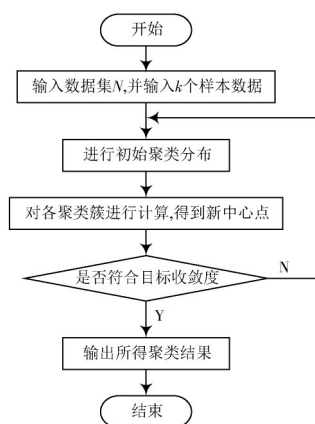 开始
输入数据集N,并输入k个样本数据
进行初始聚类分布
对各聚类簇进行计算,得到新中心点
是否符合目标收敛度
N
Y
输出所得聚类结果
结束